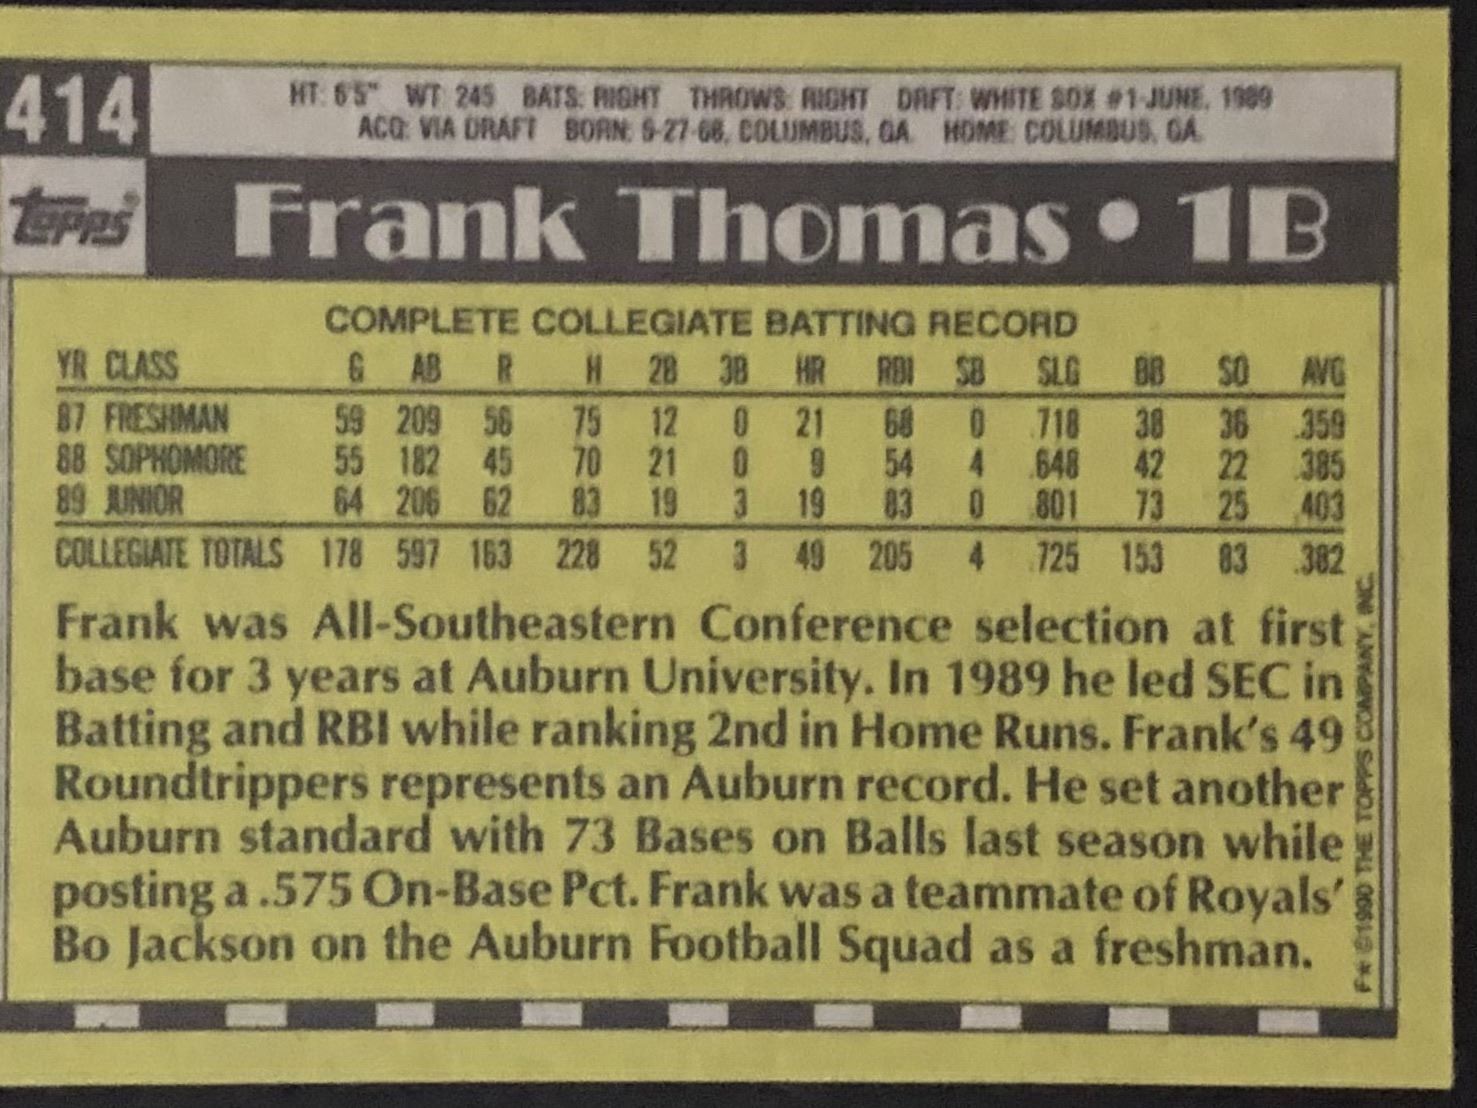 414
HT: 6'5" WT: 245 BATS: RIGHT THROWS: RIGHT DRFT: WHITE SOX #1-JUNE, 1989
ACQ: VIA DRAFT BORN: 5-27-68, COLUMBUS, GA. HOME: COLUMBUS, GA.
topps®
Frank Thomas • 1B
COMPLETE COLLEGIATE BATTING RECORD
YR CLASS G AB R H 2B 3B HR RBI SB SLG BB SO AVG
87 FRESHMAN 59 209 56 75 12 0 21 68 0 .718 38 36 .359
88 SOPHOMORE 55 182 45 70 21 0 9 54 4 .648 42 22 .385
89 JUNIOR 64 206 62 83 19 3 19 83 0 .801 73 25 .403
COLLEGIATE TOTALS 178 597 163 228 52 3 49 205 4 .725 153 83 .382
Frank was All-Southeastern Conference selection at first
base for 3 years at Auburn University. In 1989 he led SEC in
Batting and RBI while ranking 2nd in Home Runs. Frank's 49
Roundtrippers represents an Auburn record. He set another
Auburn standard with 73 Bases on Balls last season while
posting a .575 On-Base Pct. Frank was a teammate of Royals'
Bo Jackson on the Auburn Football Squad as a freshman.
F* ©1990 THE TOPPS COMPANY, INC.